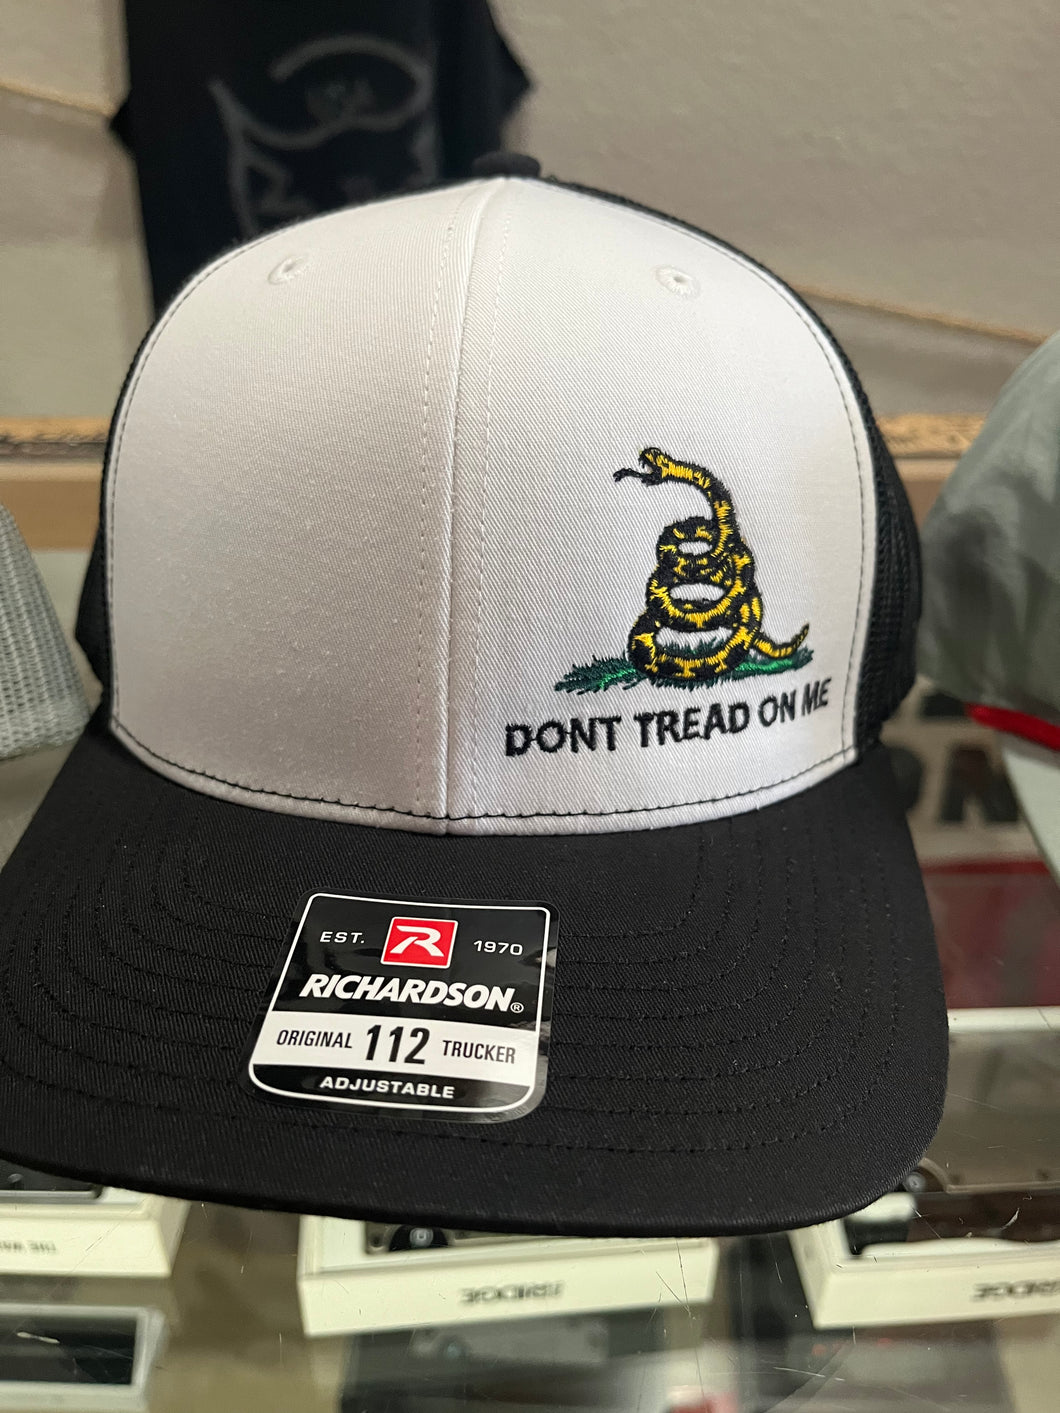 DONT TREAD ON ME
EST. R 1970
RICHARDSON®
ORIGINAL 112 TRUCKER
ADJUSTABLE